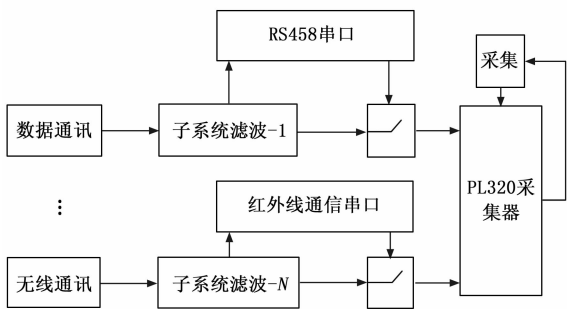 RS458串口
采集
数据通讯
子系统滤波-1
PL320采
集器
⋮
红外线通信串口
无线通讯
子系统滤波-N